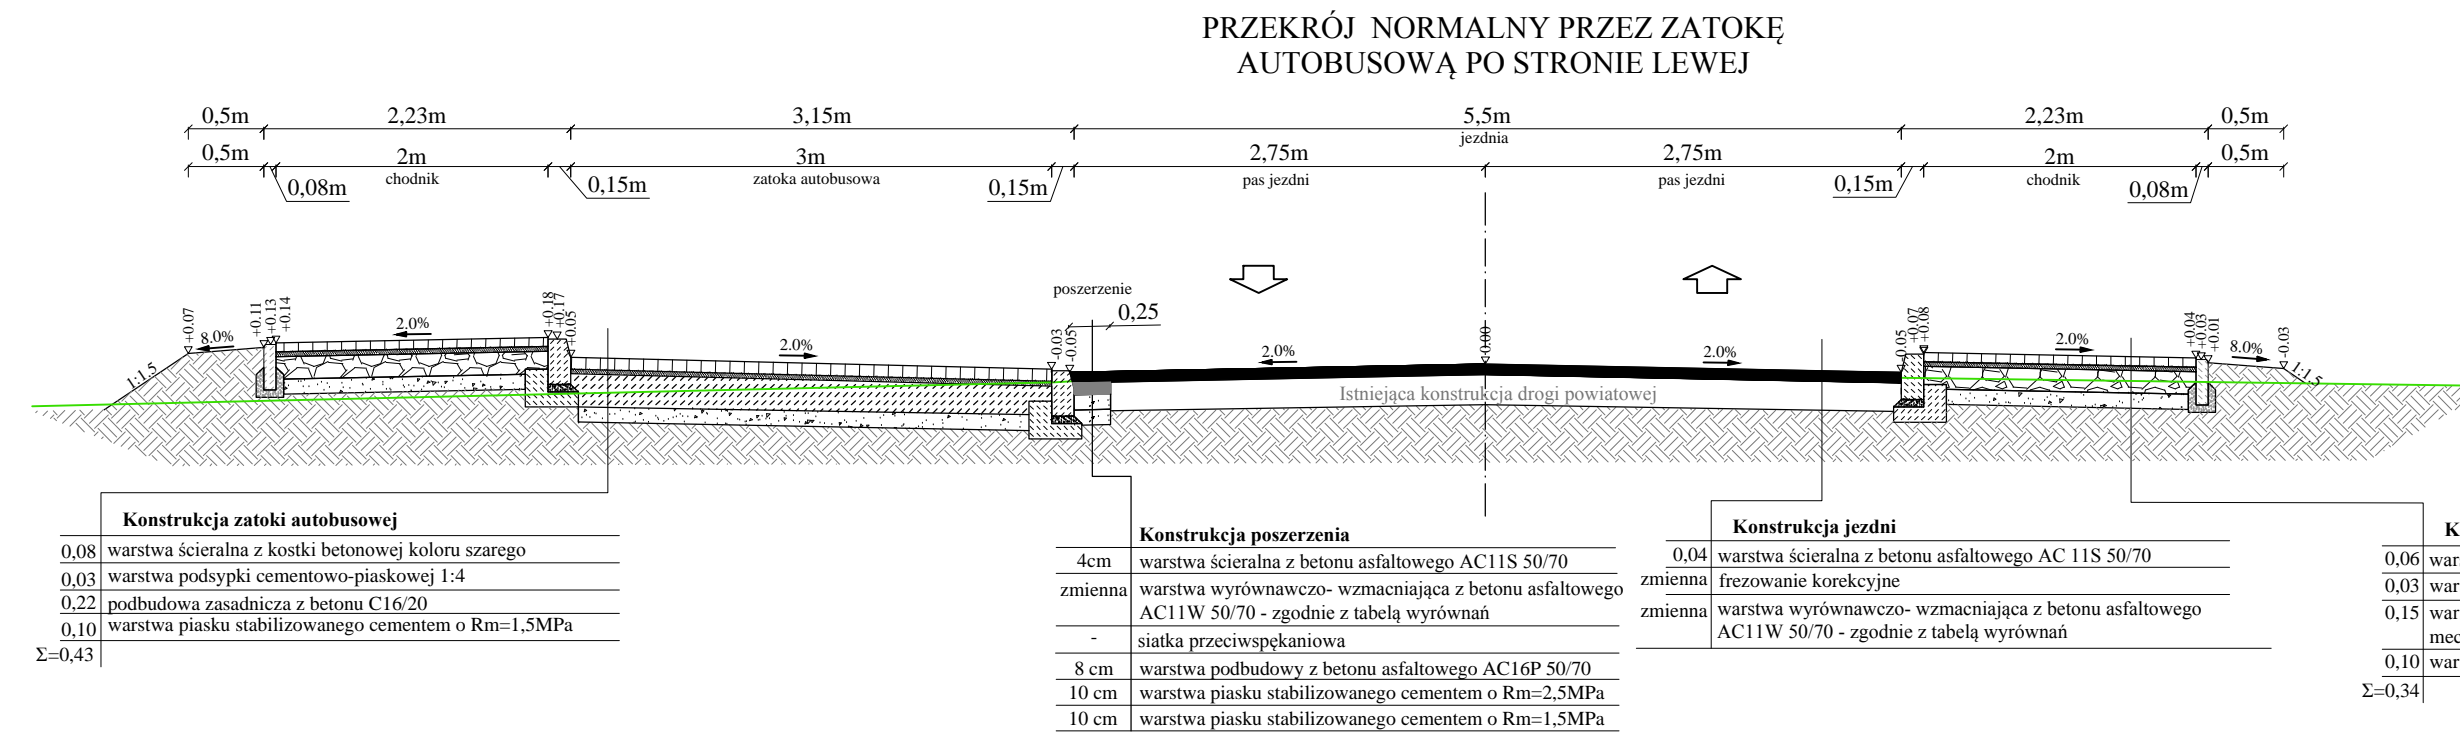 PRZEKRÓJ NORMALNY PRZEZ ZATOKĘ
AUTOBUSOWĄ PO STRONIE LEWEJ
0,5m 2,23m 3,15m 5,5m 2,23m 0,5m
jezdnia
0,5m 2m 3m 2,75m 2,75m 2m 0,5m
0,08m chodnik 0,15m zatoka autobusowa 0,15m pas jezdni pas jezdni 0,15m chodnik 0,08m
poszerzenie
0,25
+0.07 +0.11 +0.13 +0.14 +0.18 +0.17 +0.05 -0.03 -0.05 0.00 -0.05 +0.07 +0.08 +0.04 +0.03 +0.01 -0.03
1:1.5 8.0% 2.0% 2.0% 2.0% 2.0% 2.0% 8.0% 1:1.5
Istniejąca konstrukcja drogi powiatowej
Konstrukcja zatoki autobusowej
0,08 warstwa ścieralna z kostki betonowej koloru szarego
0,03 warstwa podsypki cementowo-piaskowej 1:4
0,22 podbudowa zasadnicza z betonu C16/20
0,10 warstwa piasku stabilizowanego cementem o Rm=1,5MPa
Σ=0,43
Konstrukcja poszerzenia
4cm warstwa ścieralna z betonu asfaltowego AC11S 50/70
zmienna warstwa wyrównawczo- wzmacniająca z betonu asfaltowego
AC11W 50/70 - zgodnie z tabelą wyrównań
- siatka przeciwspękaniowa
8 cm warstwa podbudowy z betonu asfaltowego AC16P 50/70
10 cm warstwa piasku stabilizowanego cementem o Rm=2,5MPa
10 cm warstwa piasku stabilizowanego cementem o Rm=1,5MPa
Konstrukcja jezdni
0,04 warstwa ścieralna z betonu asfaltowego AC 11S 50/70
zmienna frezowanie korekcyjne
zmienna warstwa wyrównawczo- wzmacniająca z betonu asfaltowego
AC11W 50/70 - zgodnie z tabelą wyrównań
K
0,06 war
0,03 war
0,15 war
mec
0,10 war
Σ=0,34